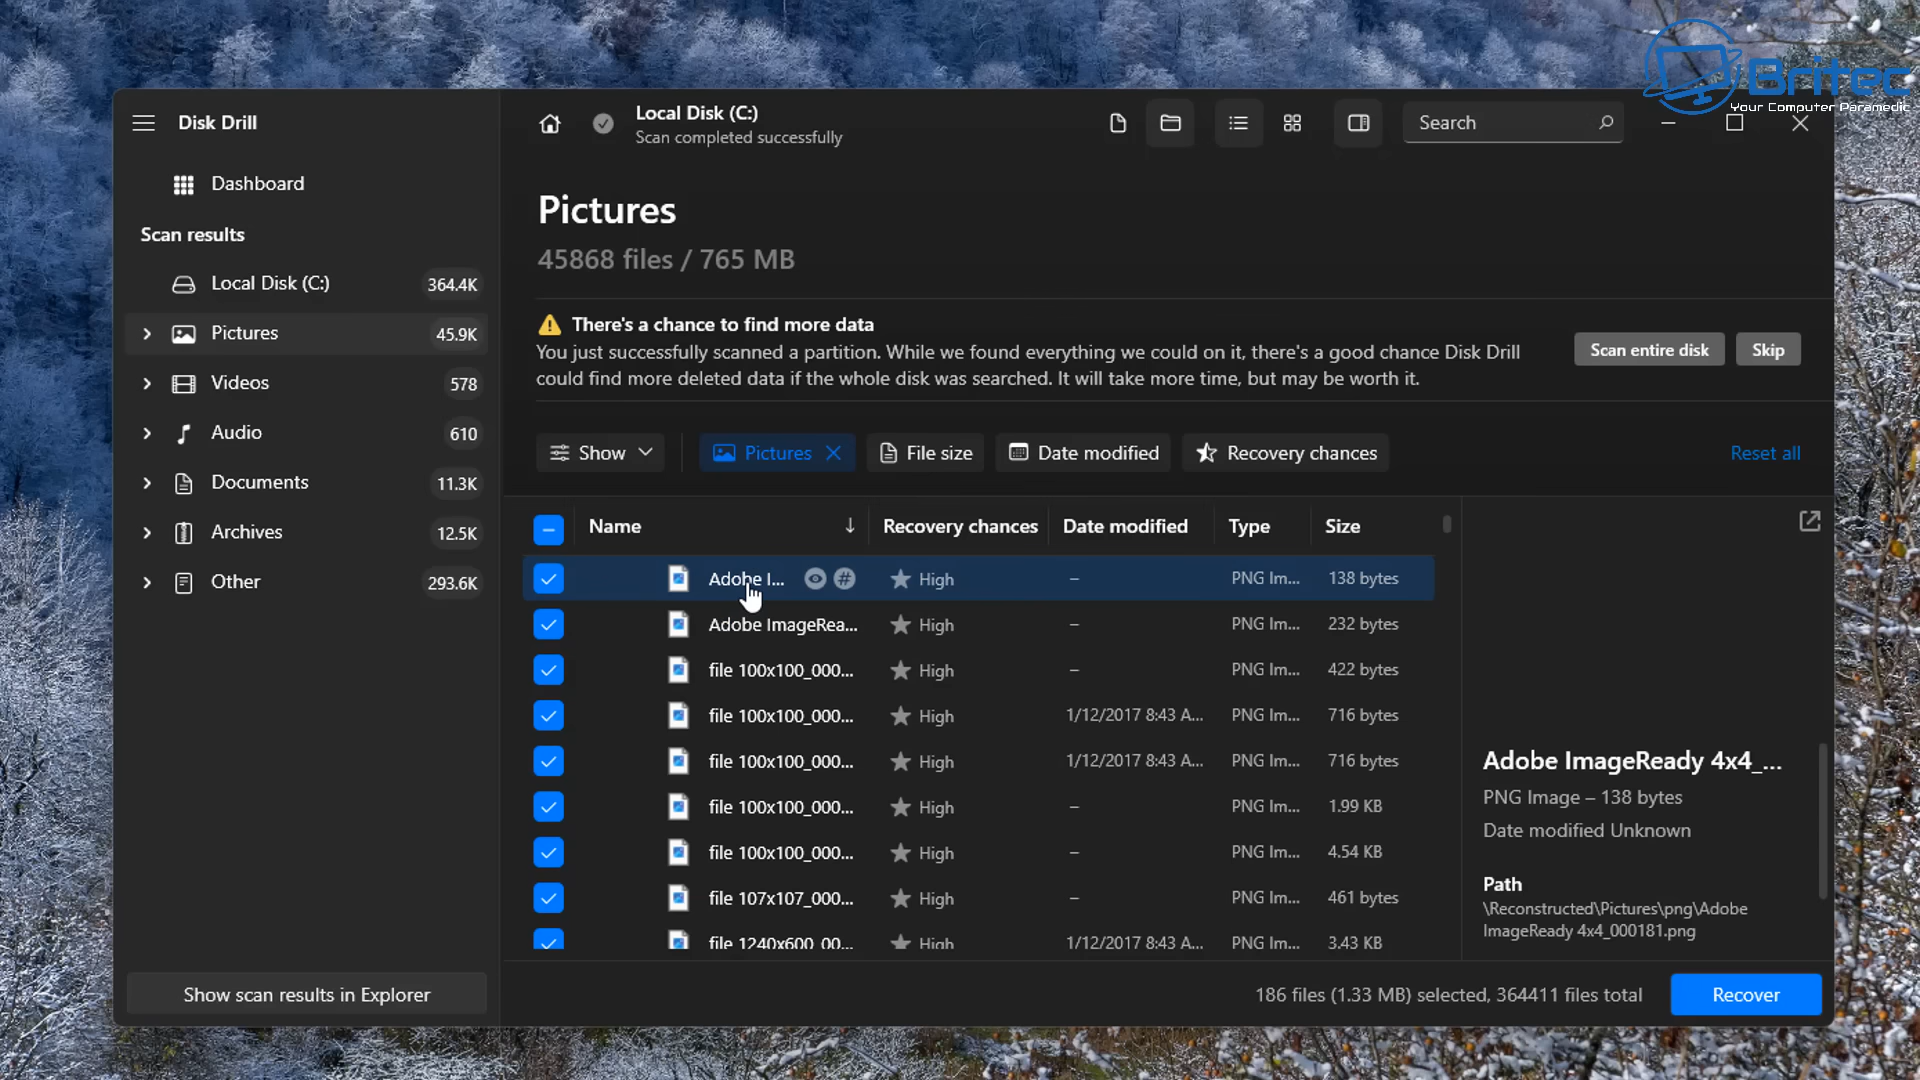 Britec
Your Computer Paramedic
Disk Drill
Local Disk (C:)
Scan completed successfully
Search
Dashboard
Scan results
Local Disk (C:) 364.4K
Pictures 45.9K
Videos 578
Audio 610
Documents 11.3K
Archives 12.5K
Other 293.6K
Show scan results in Explorer
Pictures
45868 files / 765 MB
There's a chance to find more data
You just successfully scanned a partition. While we found everything we could on it, there's a good chance Disk Drill
could find more deleted data if the whole disk was searched. It will take more time, but may be worth it.
Scan entire disk Skip
Show Pictures File size Date modified Recovery chances Reset all
Name Recovery chances Date modified Type Size
Adobe I... # High – PNG Im... 138 bytes
Adobe ImageRea... High – PNG Im... 232 bytes
file 100x100_000... High – PNG Im... 422 bytes
file 100x100_000... High 1/12/2017 8:43 A... PNG Im... 716 bytes
file 100x100_000... High 1/12/2017 8:43 A... PNG Im... 716 bytes
file 100x100_000... High – PNG Im... 1.99 KB
file 100x100_000... High – PNG Im... 4.54 KB
file 107x107_000... High – PNG Im... 461 bytes
file 1240x600_00... High 1/12/2017 8:43 A... PNG Im... 3.43 KB
Adobe ImageReady 4x4_...
PNG Image – 138 bytes
Date modified Unknown
Path
\Reconstructed\Pictures\png\Adobe
ImageReady 4x4_000181.png
186 files (1.33 MB) selected, 364411 files total
Recover